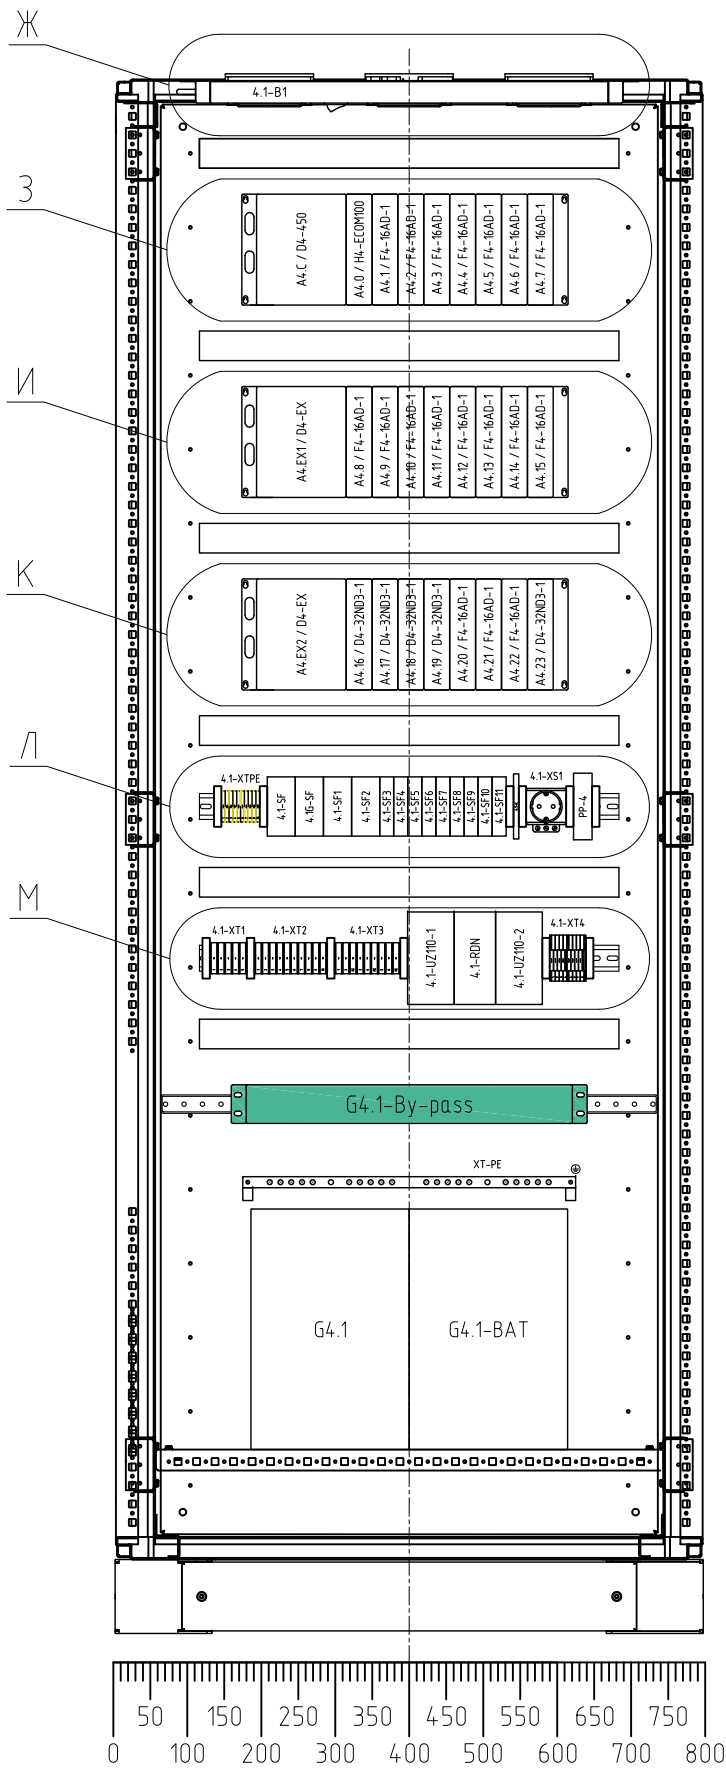 Ж
4.1-B1
З
A4.C / D4-450
A4.0 / H4-ECOM100
A4.1 / F4-16AD-1
A4.2 / F4-16AD-1
A4.3 / F4-16AD-1
A4.4 / F4-16AD-1
A4.5 / F4-16AD-1
A4.6 / F4-16AD-1
A4.7 / F4-16AD-1
И
A4.EX1 / D4-EX
A4.8 / F4-16AD-1
A4.9 / F4-16AD-1
A4.10 / F4-16AD-1
A4.11 / F4-16AD-1
A4.12 / F4-16AD-1
A4.13 / F4-16AD-1
A4.14 / F4-16AD-1
A4.15 / F4-16AD-1
К
A4.EX2 / D4-EX
A4.16 / D4-32ND3-1
A4.17 / D4-32ND3-1
A4.18 / D4-32ND3-1
A4.19 / D4-32ND3-1
A4.20 / F4-16AD-1
A4.21 / F4-16AD-1
A4.22 / F4-16AD-1
A4.23 / D4-32ND3-1
Л
4.1-XTPE
4.1-SF
4.1G-SF
4.1-SF1
4.1-SF2
4.1-SF3
4.1-SF4
4.1-SF5
4.1-SF6
4.1-SF7
4.1-SF8
4.1-SF9
4.1-SF10
4.1-SF11
4.1-XS1
PP-4
М
4.1-XT1
4.1-XT2
4.1-XT3
4.1-UZ110-1
4.1-RDN
4.1-UZ110-2
4.1-XT4
G4.1-By-pass
XT-PE
G4.1
G4.1-BAT
50 150 250 350 450 550 650 750
0 100 200 300 400 500 600 700 800